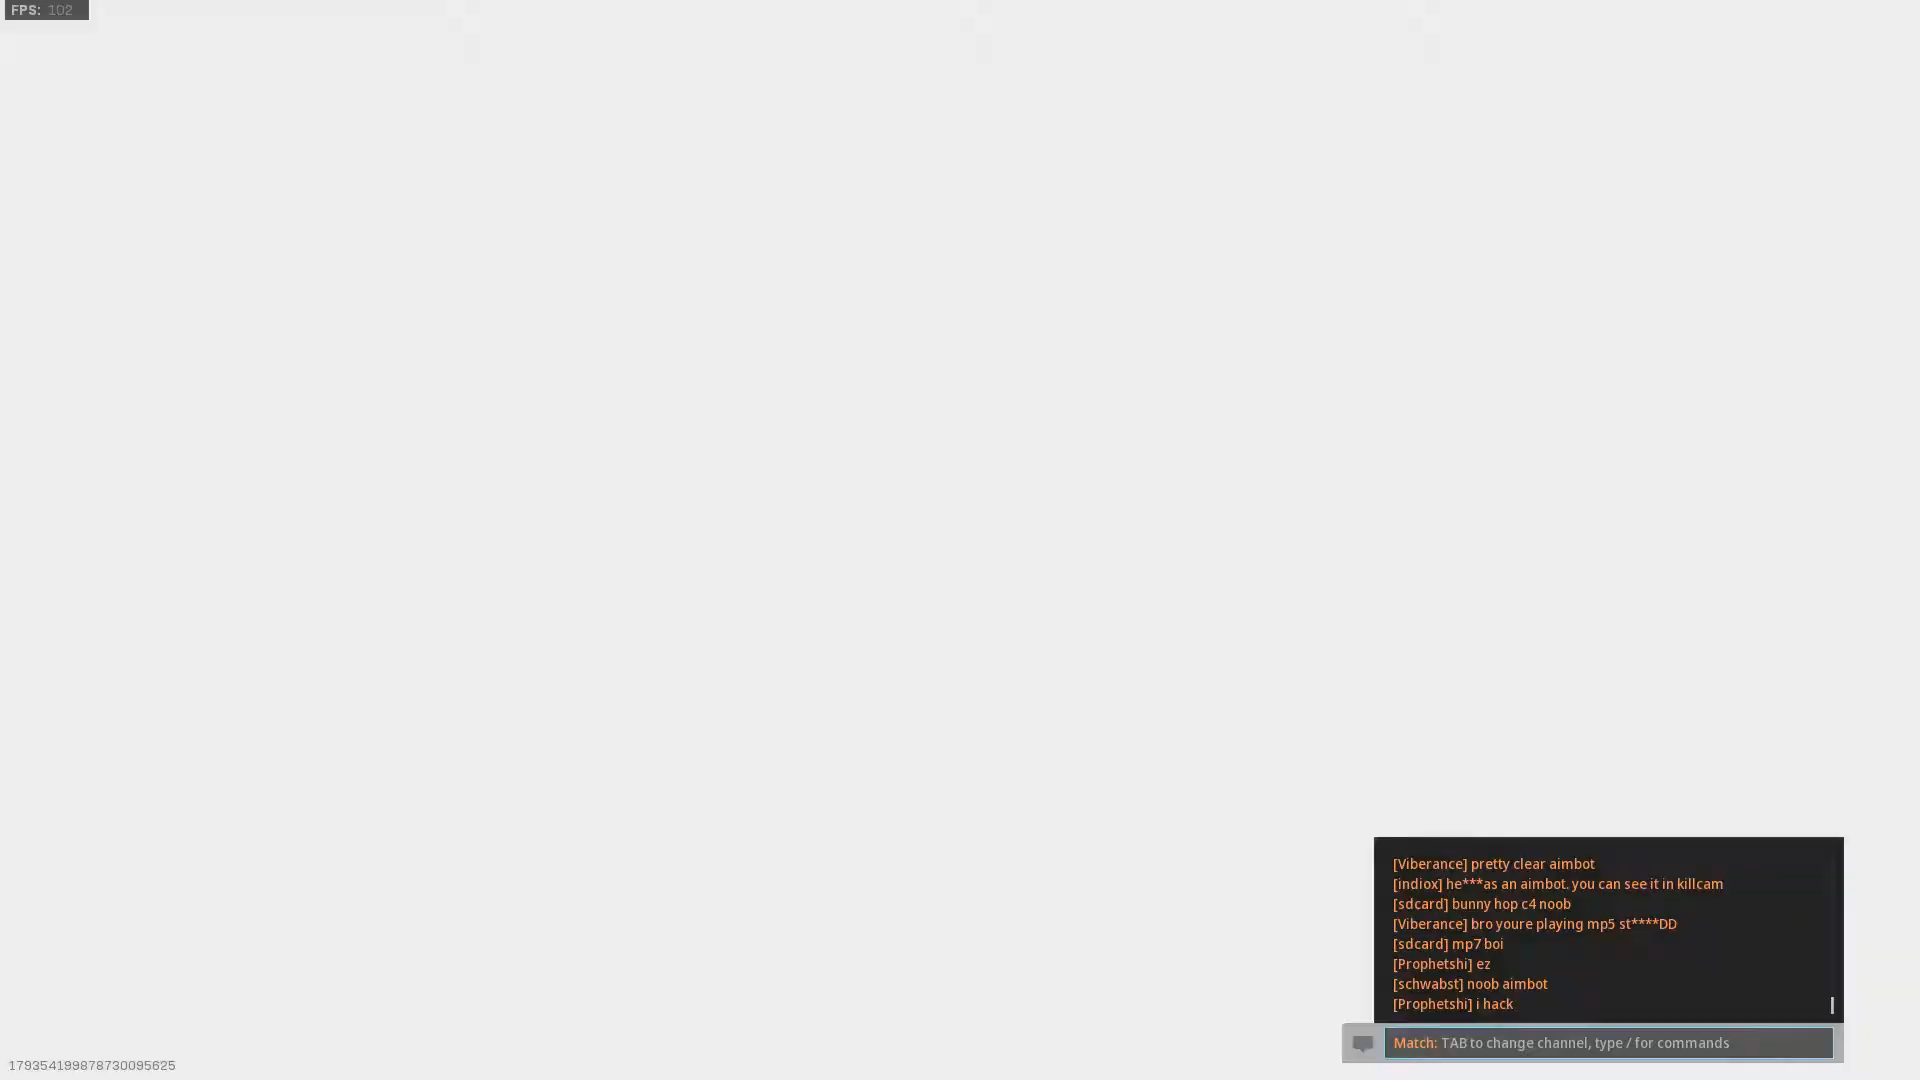 FPS: 102
[Viberance] pretty clear aimbot
[indiox] he***as an aimbot. you can see it in killcam
[sdcard] bunny hop c4 noob
[Viberance] bro youre playing mp5 st****DD
[sdcard] mp7 boi
[Prophetshi] ez
[schwabst] noob aimbot
[Prophetshi] i hack
Match: TAB to change channel, type / for commands
179354199878730095625